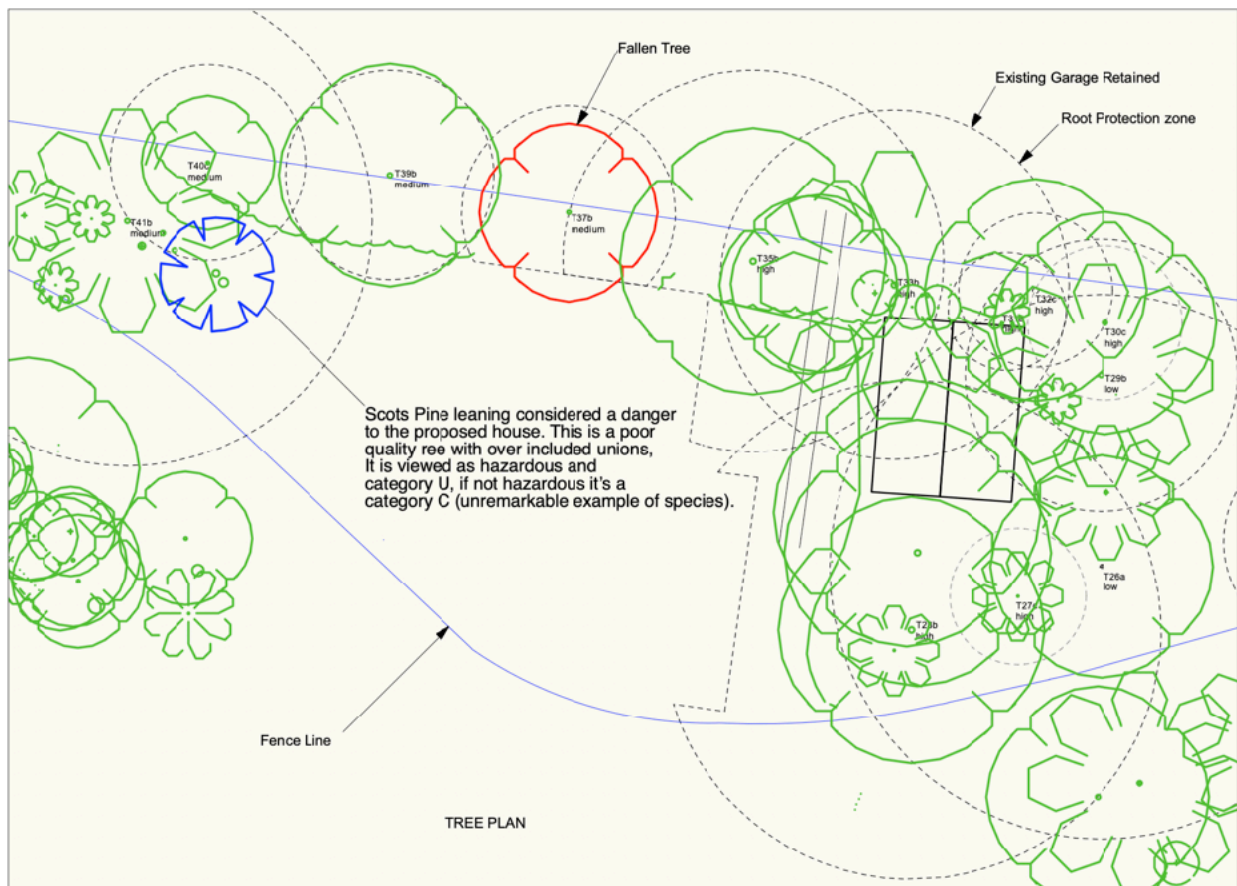 Fallen Tree
Existing Garage Retained
Root Protection zone
T40c
medium
T39b
medium
T41b
medium
T37b
medium
T35b
high
T33b
high
T32c
high
T30c
high
T29b
low
Scots Pine leaning considered a danger
to the proposed house. This is a poor
quality ree with over included unions,
It is viewed as hazardous and
category U, if not hazardous it's a
category C (unremarkable example of species).
T26a
low
high
high
Fence Line
TREE PLAN